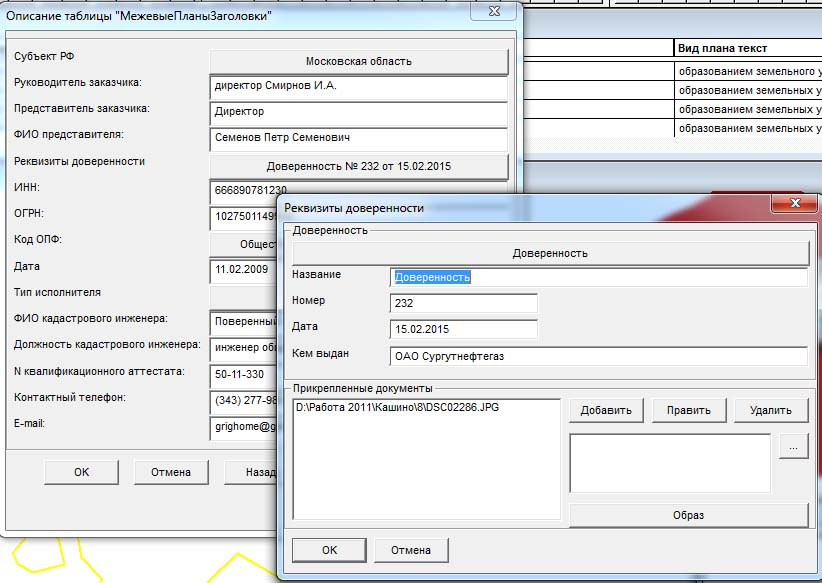 Описание таблицы "МежевыеПланыЗаголовки"
Субъект РФ
Московская область
Руководитель заказчика:
директор Смирнов И.А.
Представитель заказчика:
Директор
ФИО представителя:
Семенов Петр Семенович
Реквизиты доверенности
Доверенность № 232 от 15.02.2015
ИНН:
666890781230
ОГРН:
1027501149
Код ОПФ:
Общест
Дата
11.02.2009
Тип исполнителя
ФИО кадастрового инженера:
Поверенный
Должность кадастрового инженера:
инженер
N квалификационного аттестата:
50-11-330
Контактный телефон:
(343) 277-98
E-mail:
grighome@g
ОК
Отмена
Назад
Вид плана текст
образованием земельного у
образованием земельных у
образованием земельных у
образованием земельных у
Реквизиты доверенности
Доверенность
Доверенность
Название
Доверенность
Номер
232
Дата
15.02.2015
Кем выдан
ОАО Сургутнефтегаз
Прикрепленные документы
D:\Работа 2011\Кашино\8\DSC02286.JPG
Добавить
Править
Удалить
...
Образ
ОК
Отмена